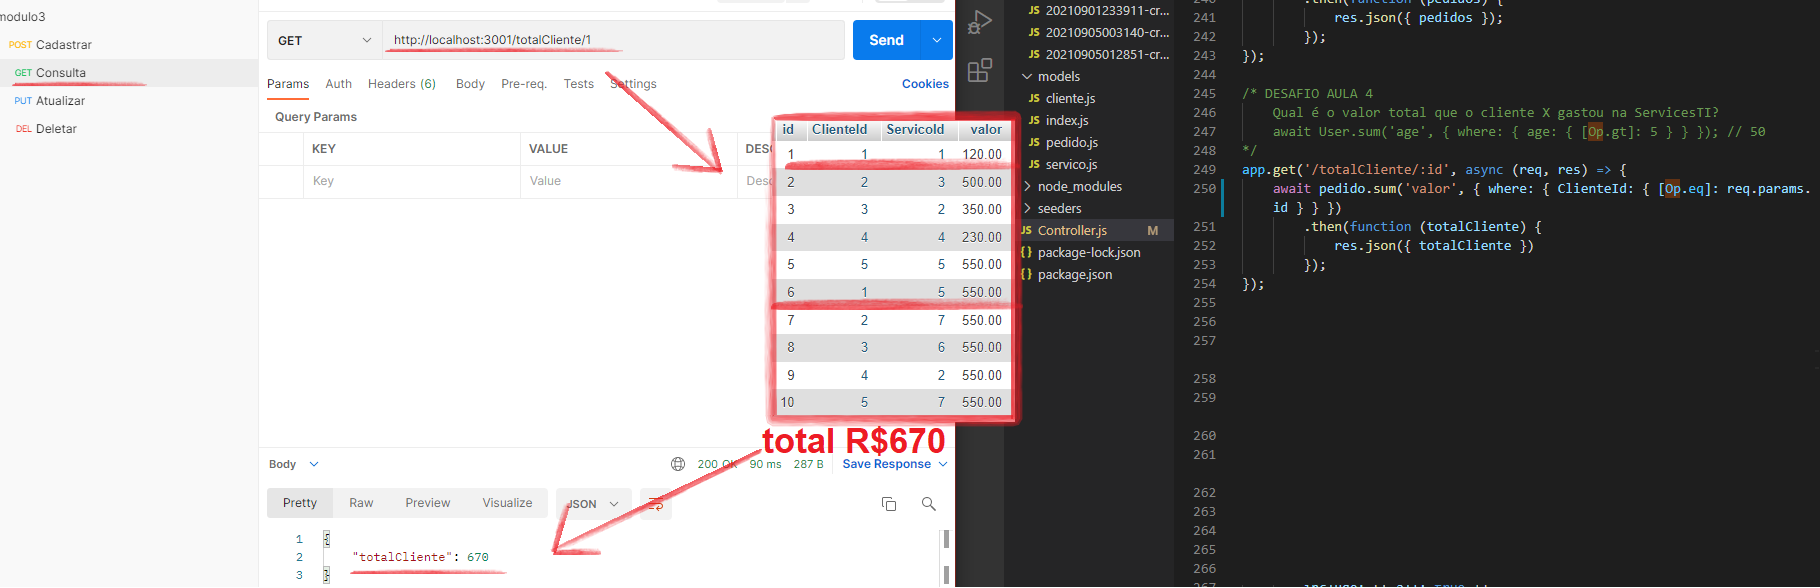 modulo3
POST Cadastrar
GET Consulta
PUT Atualizar
DEL Deletar
GET
http://localhost:3001/totalCliente/1
Send
Params Auth Headers (6) Body Pre-req. Tests Settings
Cookies
Query Params
KEY VALUE DESC
Key Value Desc
id ClienteId ServicoId valor
1 1 1 120.00
2 2 3 500.00
3 3 2 350.00
4 4 4 230.00
5 5 5 550.00
6 1 5 550.00
7 2 7 550.00
8 3 6 550.00
9 4 2 550.00
10 5 7 550.00
total R$670
Body
200 OK 90 ms 287 B Save Response
Pretty Raw Preview Visualize JSON
1 {
2 "totalCliente": 670
3 }
JS 20210901233911-cr...
JS 20210905003140-cr...
JS 20210905012851-cr...
models
JS cliente.js
JS index.js
JS pedido.js
JS servico.js
node_modules
seeders
JS Controller.js M
{} package-lock.json
{} package.json
.then(function (pedidos) {
241 res.json({ pedidos });
242 });
243 });
244
245 /* DESAFIO AULA 4
246 Qual é o valor total que o cliente X gastou na ServicesTI?
247 await User.sum('age', { where: { age: { [Op.gt]: 5 } } }); // 50
248 */
249 app.get('/totalCliente/:id', async (req, res) => {
250 await pedido.sum('valor', { where: { ClienteId: { [Op.eq]: req.params.
id } } })
251 .then(function (totalCliente) {
252 res.json({ totalCliente })
253 });
254 });
255
256
257
258
259
260
261
262
263
264
265
266